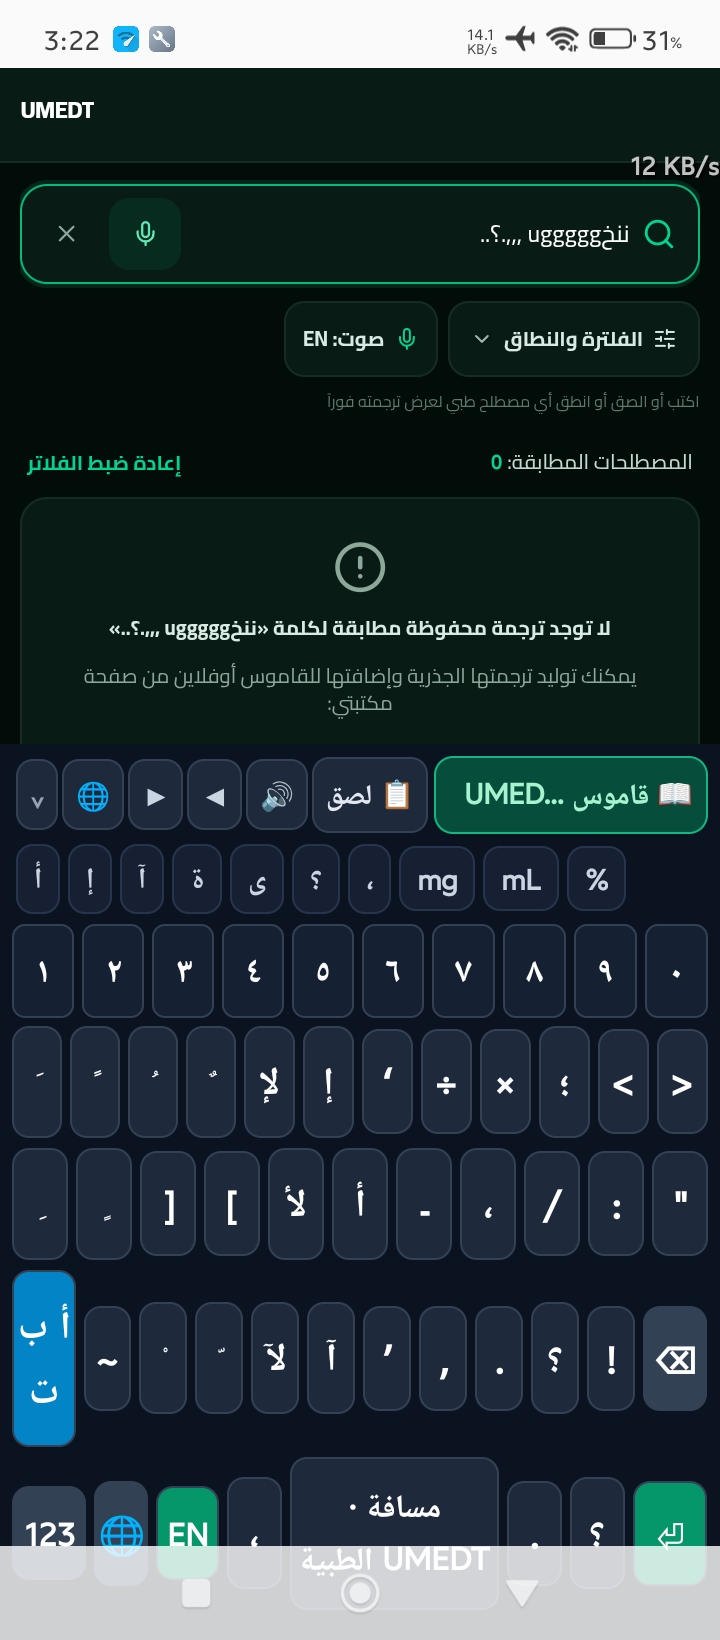 3:22
14.1 KB/s
31%
UMEDT
12 KB/s
ننخuggggg ,,,.؟..
الفلترة والنطاق
صوت: EN
اكتب أو الصق أو انطق أي مصطلح طبي لعرض ترجمته فوراً
المصطلحات المطابقة: 0
إعادة ضبط الفلاتر
لا توجد ترجمة محفوظة مطابقة لكلمة «ننخuggggg ,,,.؟..»
يمكنك توليد ترجمتها الجذرية وإضافتها للقاموس أوفلاين من صفحة
مكتبتي:
قاموس UMED...
لصق
أ إ آ ة ى ؟ ، mg mL %
١ ٢ ٣ ٤ ٥ ٦ ٧ ٨ ٩ ٠
َ ً ُ ٌ لإ إ ‘ ÷ × ؛ < >
ِ ٍ ] [ لأ أ ـ ، / : "
أ ب ت
~ ْ ّ لآ آ ’ , . ؟ !
123 EN ، مسافة · . ؟
UMEDT الطبية